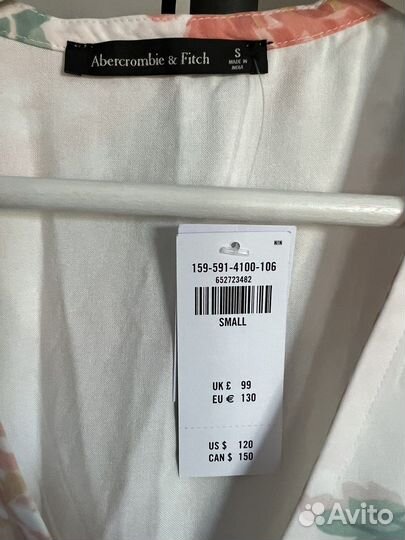 Abercrombie & Fitch
S
MADE IN
INDIA
NIN
159-591-4100-106
652723482
SMALL
UK £ 99
EU € 130
US $ 120
CAN $ 150
Avito